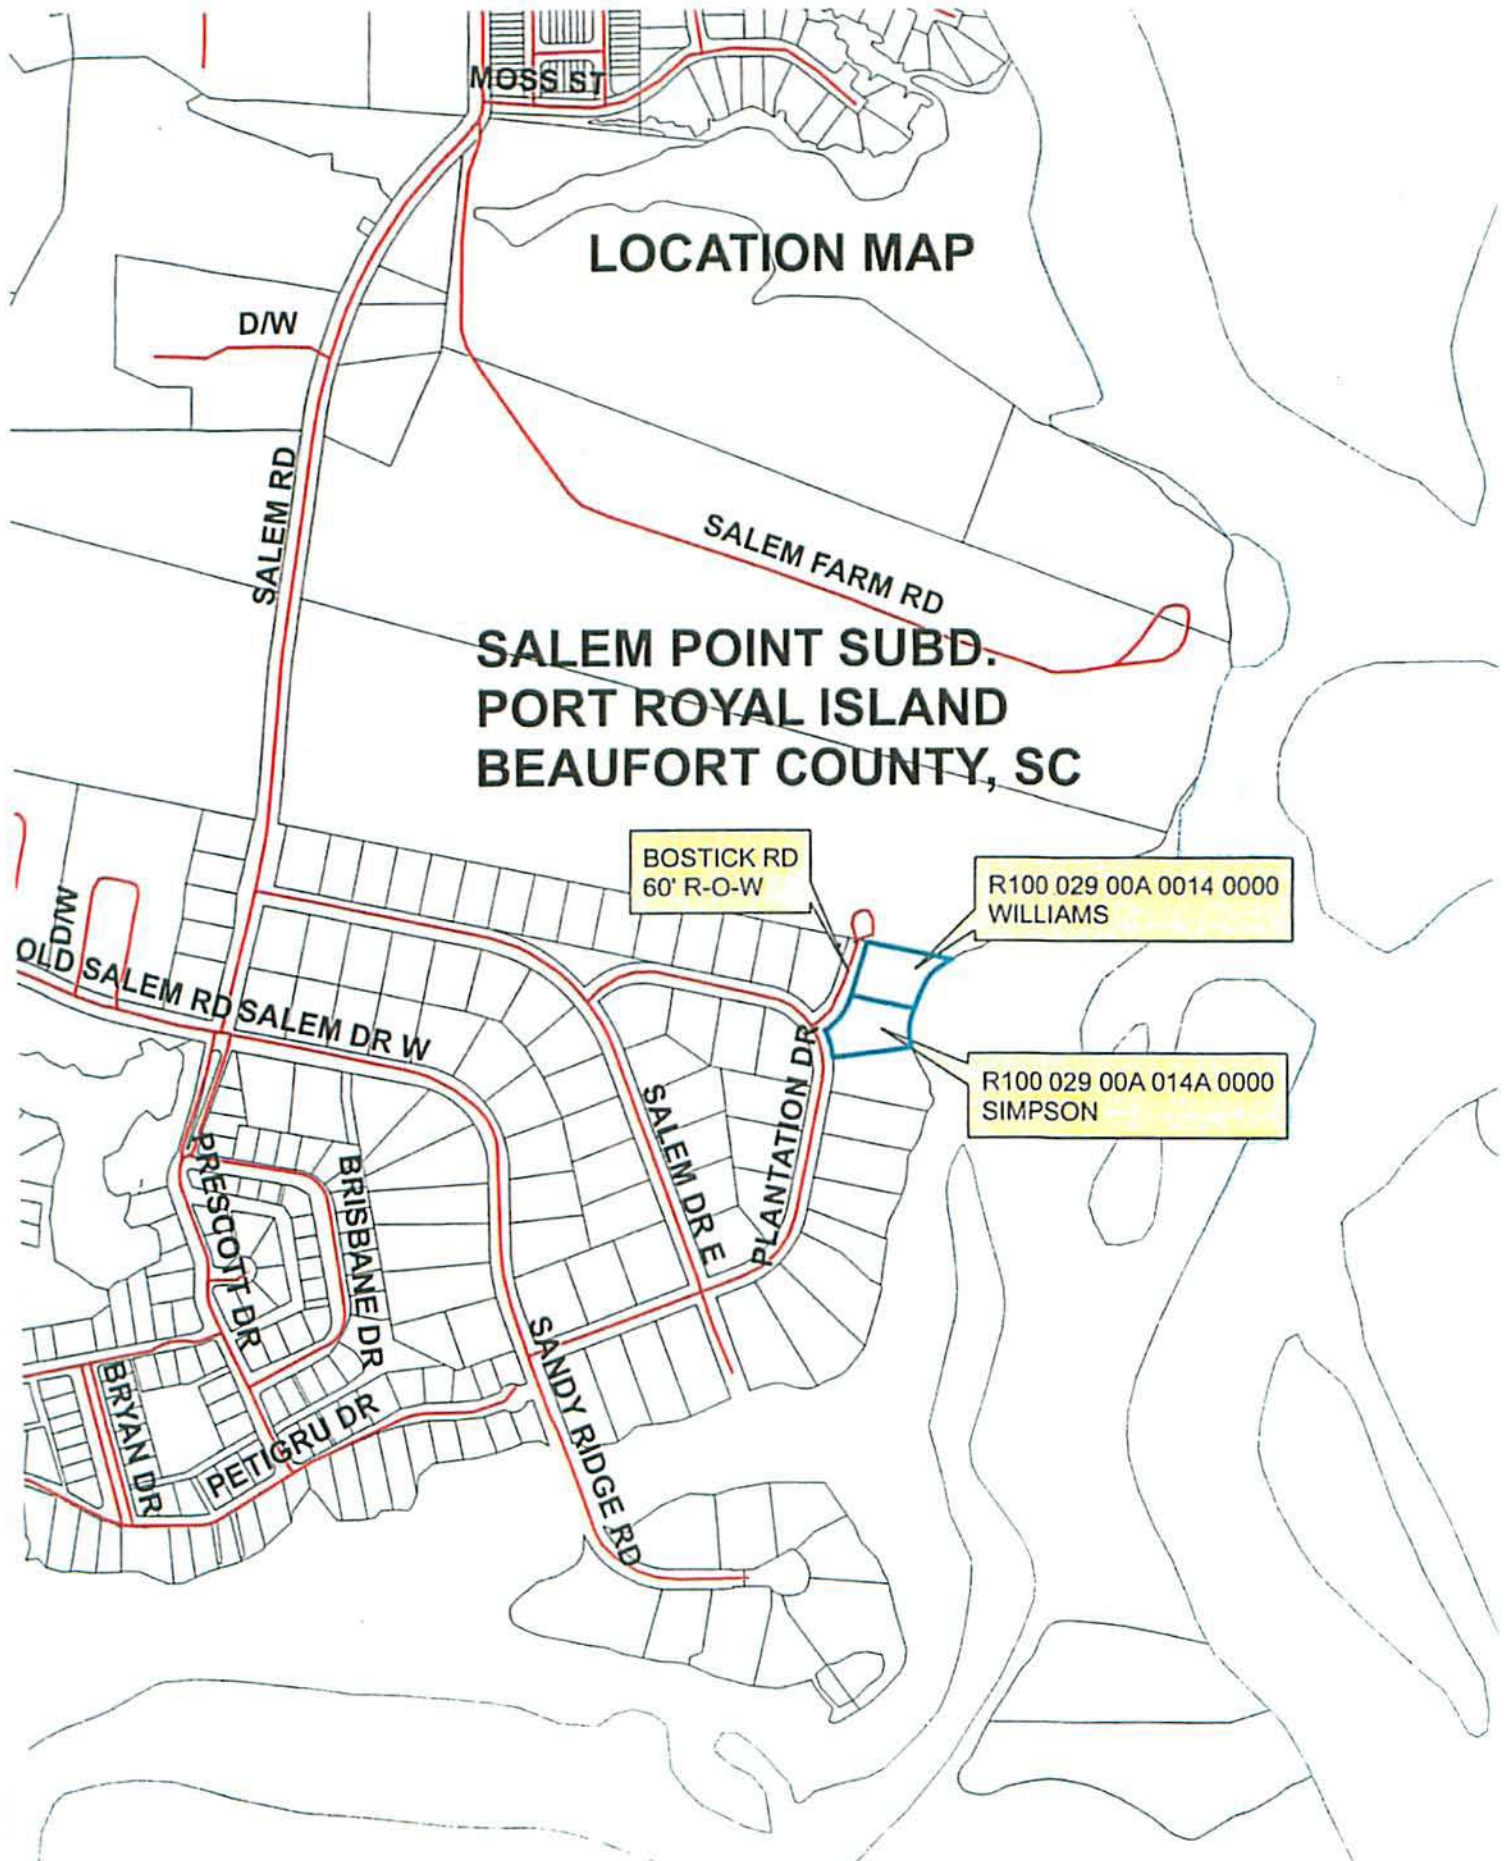 MOSS ST
LOCATION MAP
D/W
SALEM RD
SALEM FARM RD
SALEM POINT SUBD.
PORT ROYAL ISLAND
BEAUFORT COUNTY, SC
BOSTICK RD
60' R-O-W
R100 029 00A 0014 0000
WILLIAMS
D/W
OLD SALEM RD
SALEM DR W
PLANTATION DR
R100 029 00A 014A 0000
SIMPSON
SALEM DR E
PRESCOTT DR
BRISBANE DR
SANDY RIDGE RD
BRYAN DR
PETIGRU DR